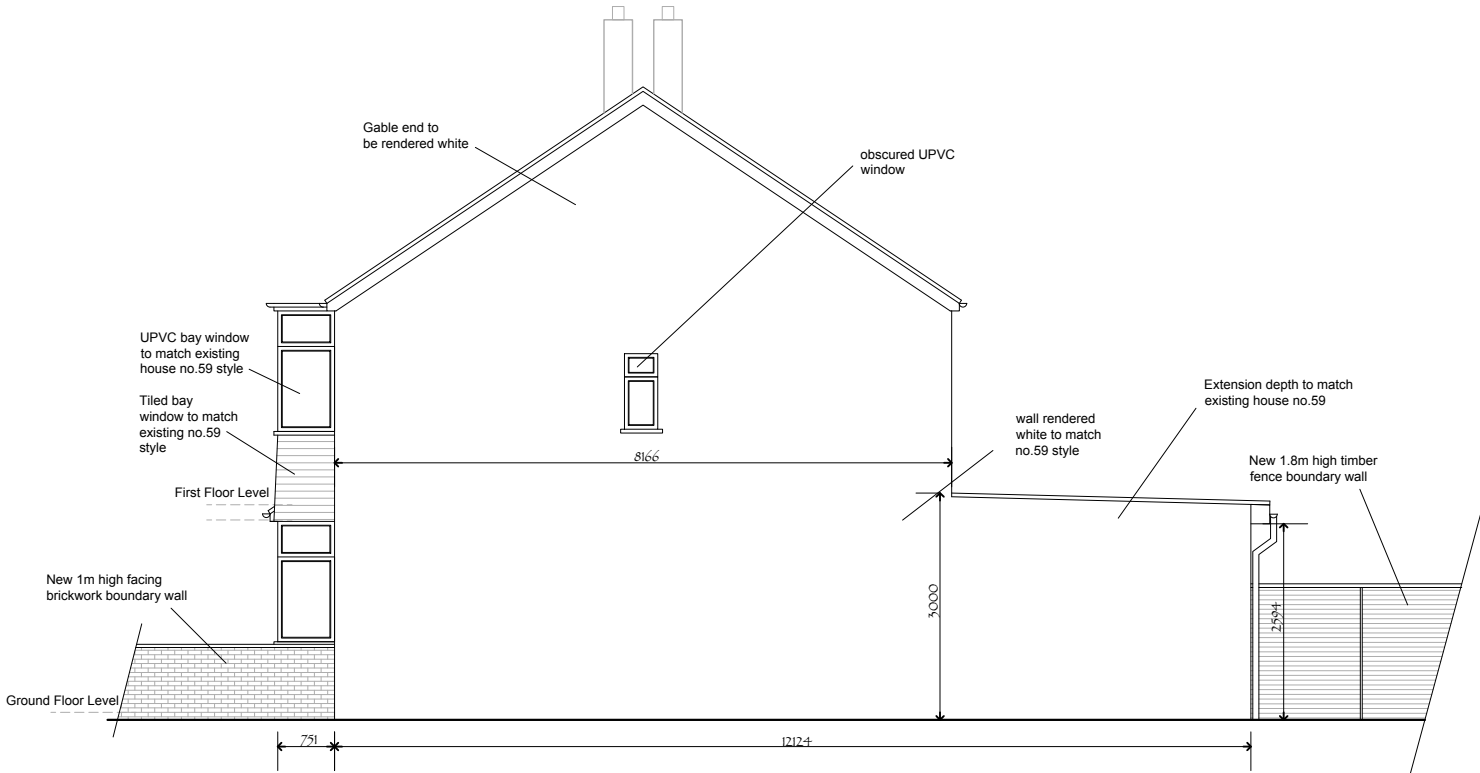 Gable end to
be rendered white
obscured UPVC
window
UPVC bay window
to match existing
house no.59 style
Tiled bay
window to match
existing no.59
style
Extension depth to match
existing house no.59
wall rendered
white to match
no.59 style
New 1.8m high timber
fence boundary wall
8166
First Floor Level
New 1m high facing
brickwork boundary wall
3000
2594
Ground Floor Level
751
12124